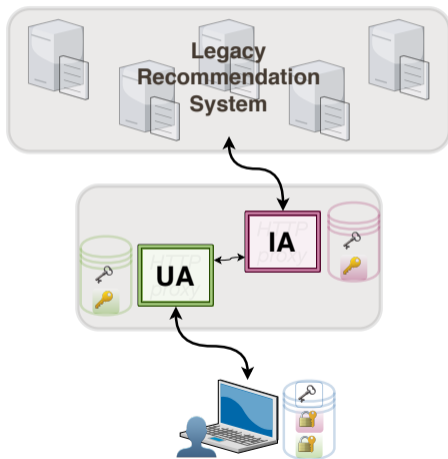 Legacy
Recommendation
System
HTTP
IA
proxy
HTTP
UA
proxy